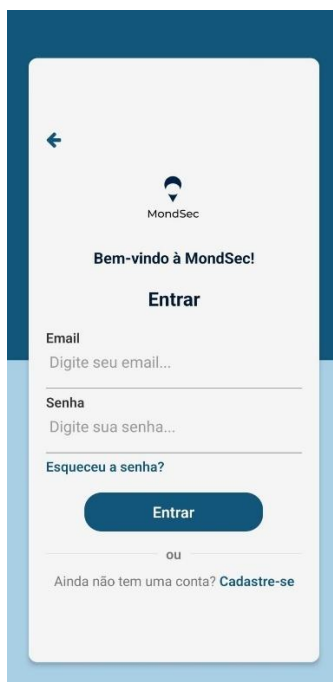 MondSec
Bem-vindo à MondSec!
Entrar
Email
Digite seu email...
Senha
Digite sua senha...
Esqueceu a senha?
Entrar
ou
Ainda não tem uma conta? Cadastre-se